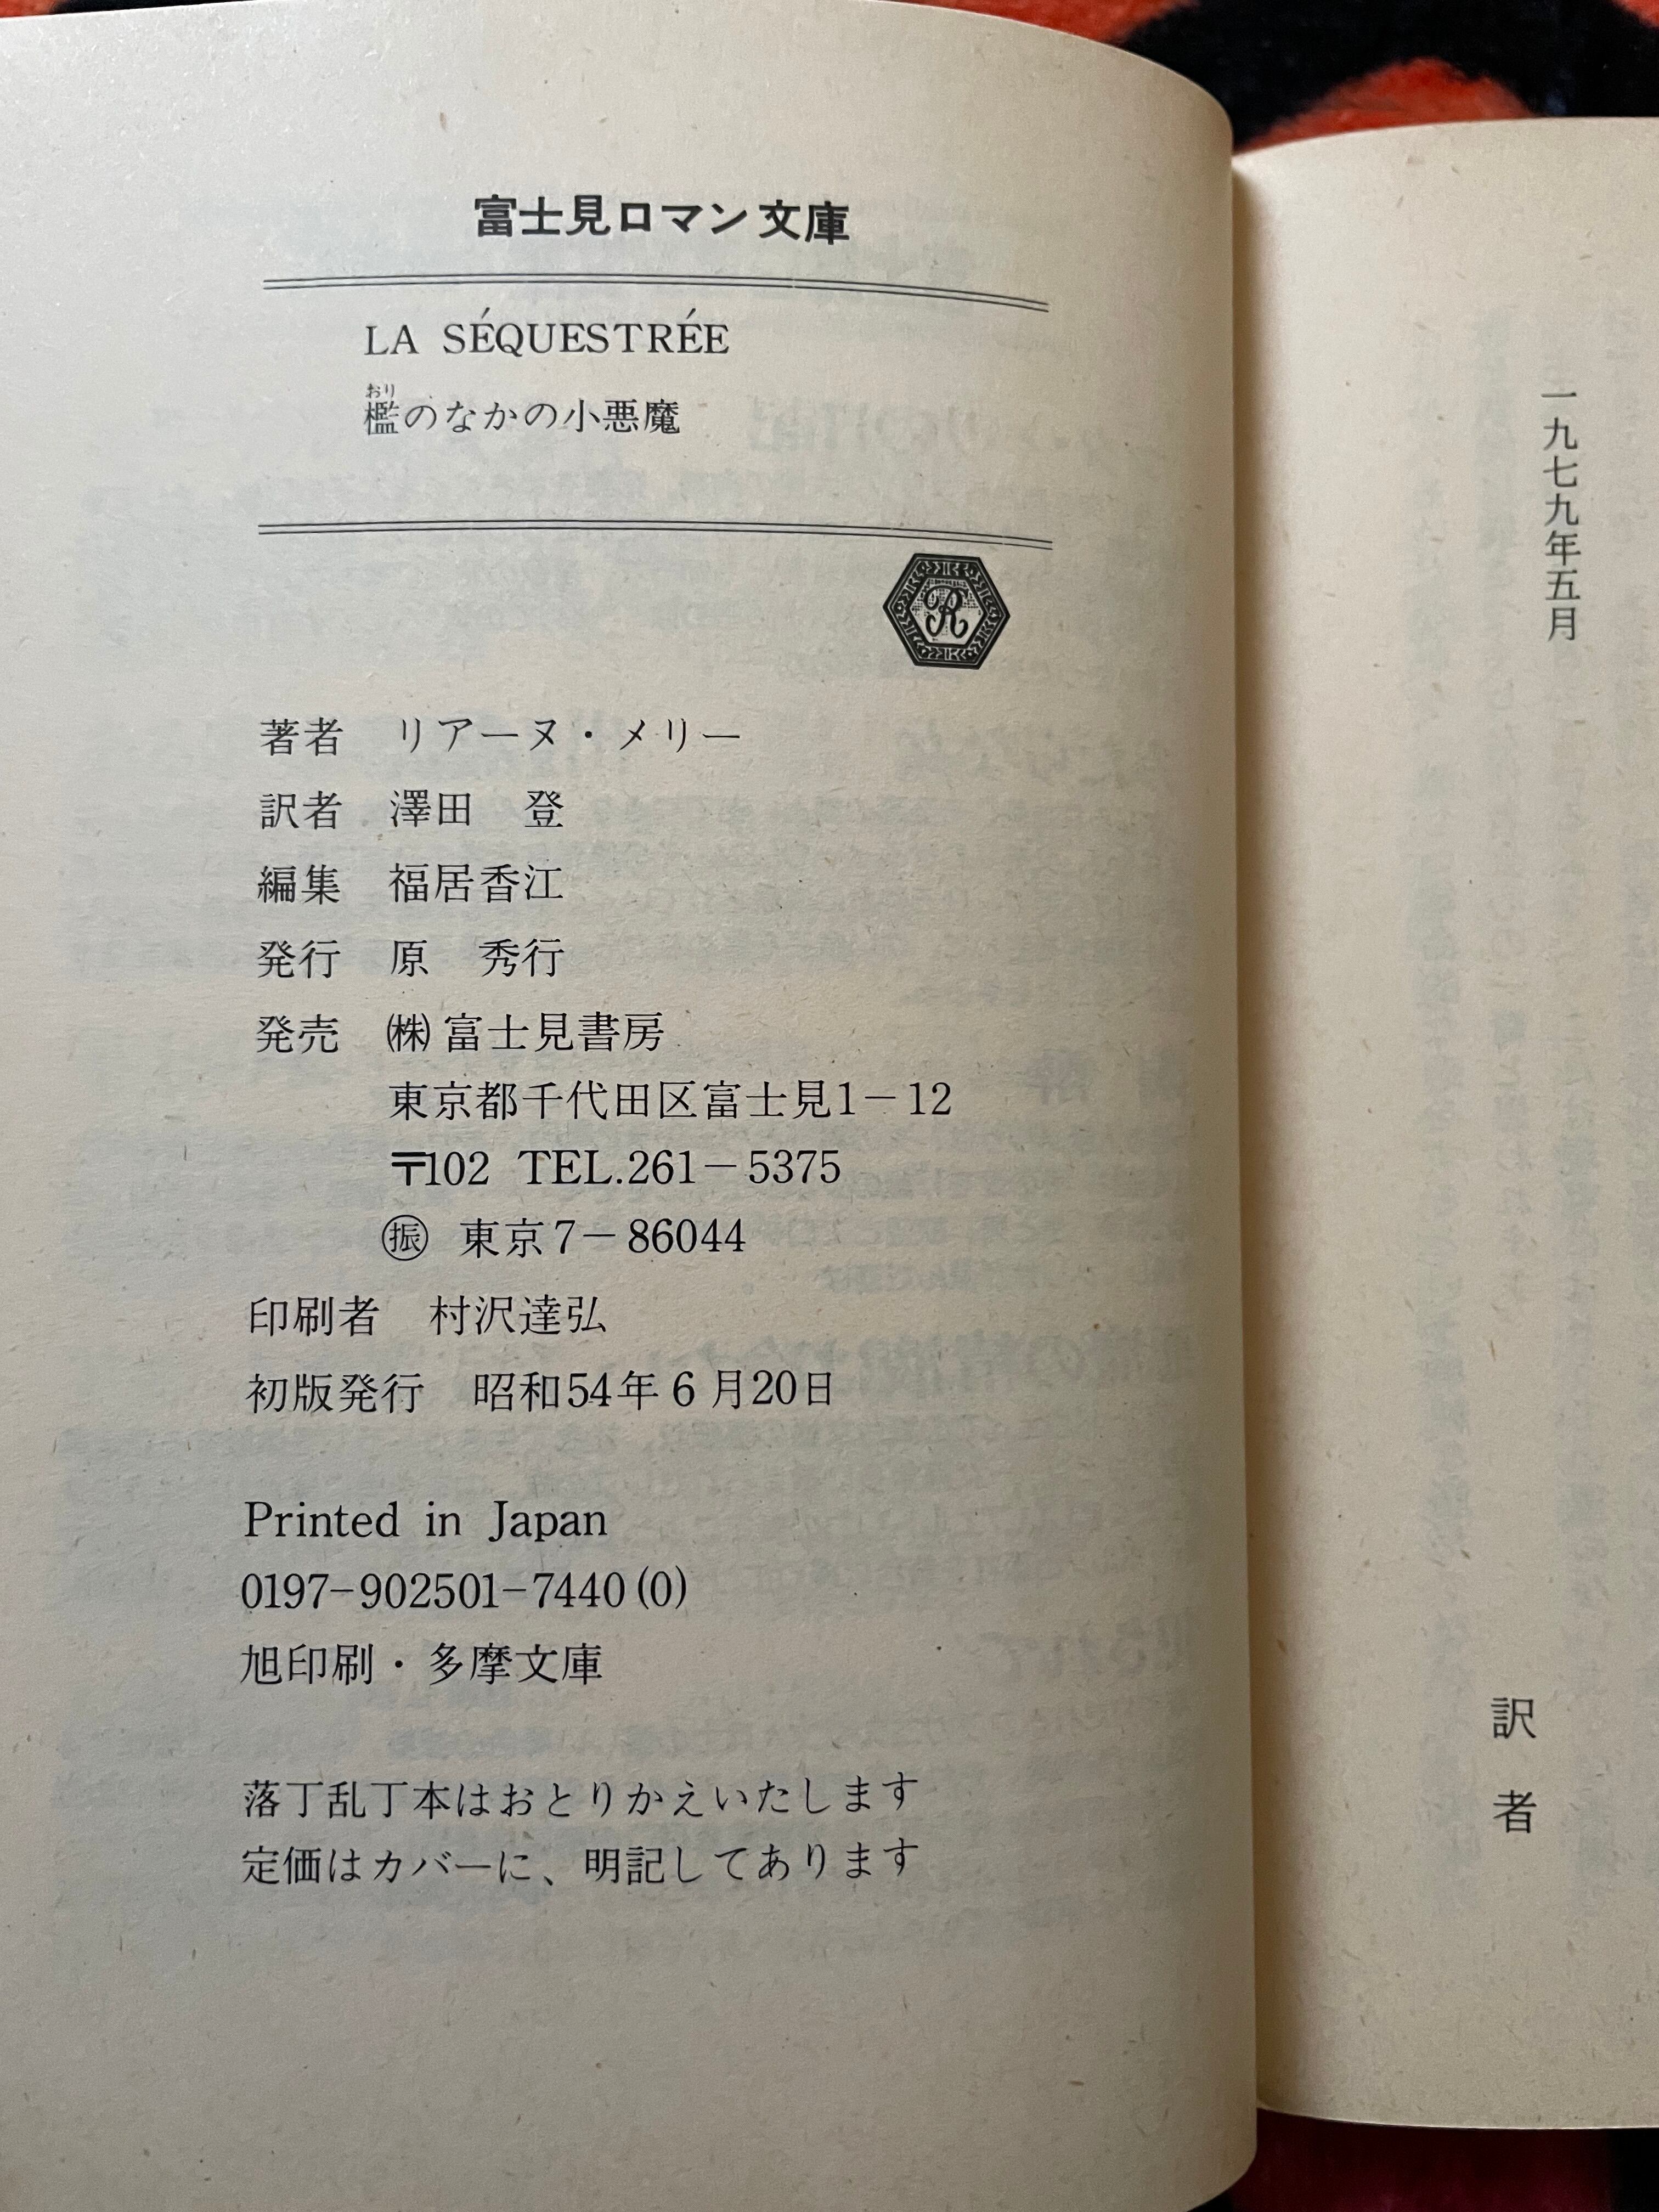 富士見ロマン文庫
LA SÉQUESTRÉE
おり
檻のなかの小悪魔
R
著者 リアーヌ・メリー
訳者 澤田 登
編集 福居香江
発行 原 秀行
発売 ㈱富士見書房
東京都千代田区富士見1−12
〒102 TEL.261−5375
㊞振 東京7−86044
印刷者 村沢達弘
初版発行 昭和54年6月20日
Printed in Japan
0197-902501-7440(0)
旭印刷・多摩文庫
落丁乱丁本はおとりかえいたします
定価はカバーに、明記してあります
一九七九年五月
訳者